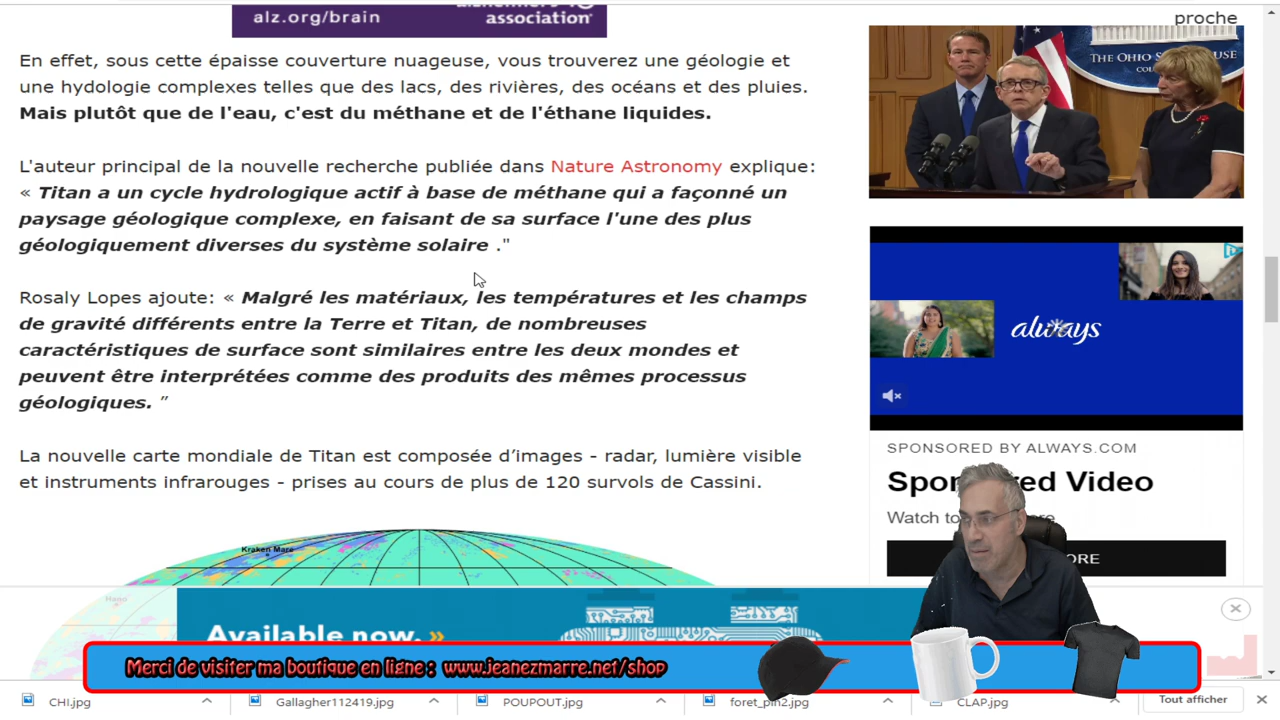 alz.org/brain
association
proche
THE OHIO
En effet, sous cette épaisse couverture nuageuse, vous trouverez une géologie et
une hydologie complexes telles que des lacs, des rivières, des océans et des pluies.
Mais plutôt que de l'eau, c'est du méthane et de l'éthane liquides.
L'auteur principal de la nouvelle recherche publiée dans Nature Astronomy explique:
« Titan a un cycle hydrologique actif à base de méthane qui a façonné un
paysage géologique complexe, en faisant de sa surface l'une des plus
géologiquement diverses du système solaire ."
Rosaly Lopes ajoute: « Malgré les matériaux, les températures et les champs
de gravité différents entre la Terre et Titan, de nombreuses
caractéristiques de surface sont similaires entre les deux mondes et
peuvent être interprétées comme des produits des mêmes processus
géologiques. ”
always
SPONSORED BY ALWAYS.COM
Sponsored Video
Watch to
La nouvelle carte mondiale de Titan est composée d’images - radar, lumière visible
et instruments infrarouges - prises au cours de plus de 120 survols de Cassini.
Kraken Mare
Hano
Available now. »
Merci de visiter ma boutique en ligne : www.jeanezmarre.net/shop
CHI.jpg
Gallagher112419.jpg
POUPOUT.jpg
foret_pin2.jpg
CLAP.jpg
Tout afficher